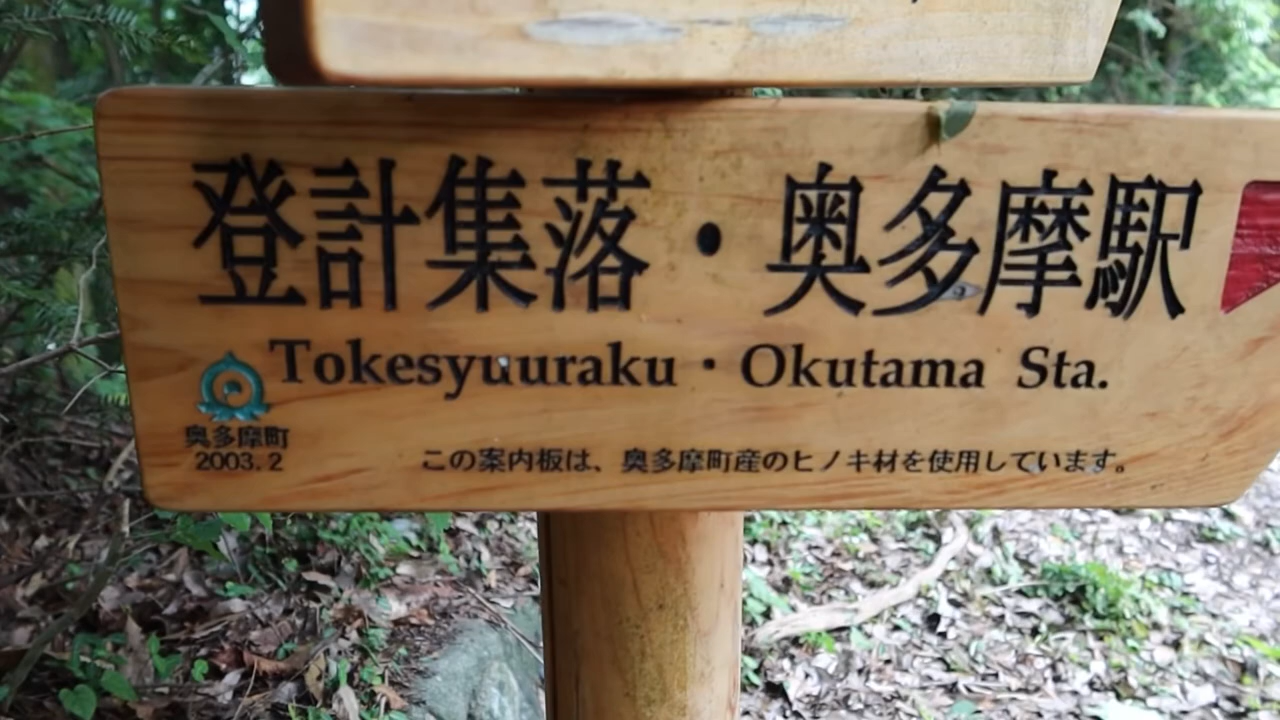 登計集落・奥多摩駅
Tokesyuuraku・Okutama Sta.
奥多摩町
2003.2
この案内板は、奥多摩町産のヒノキ材を使用しています。